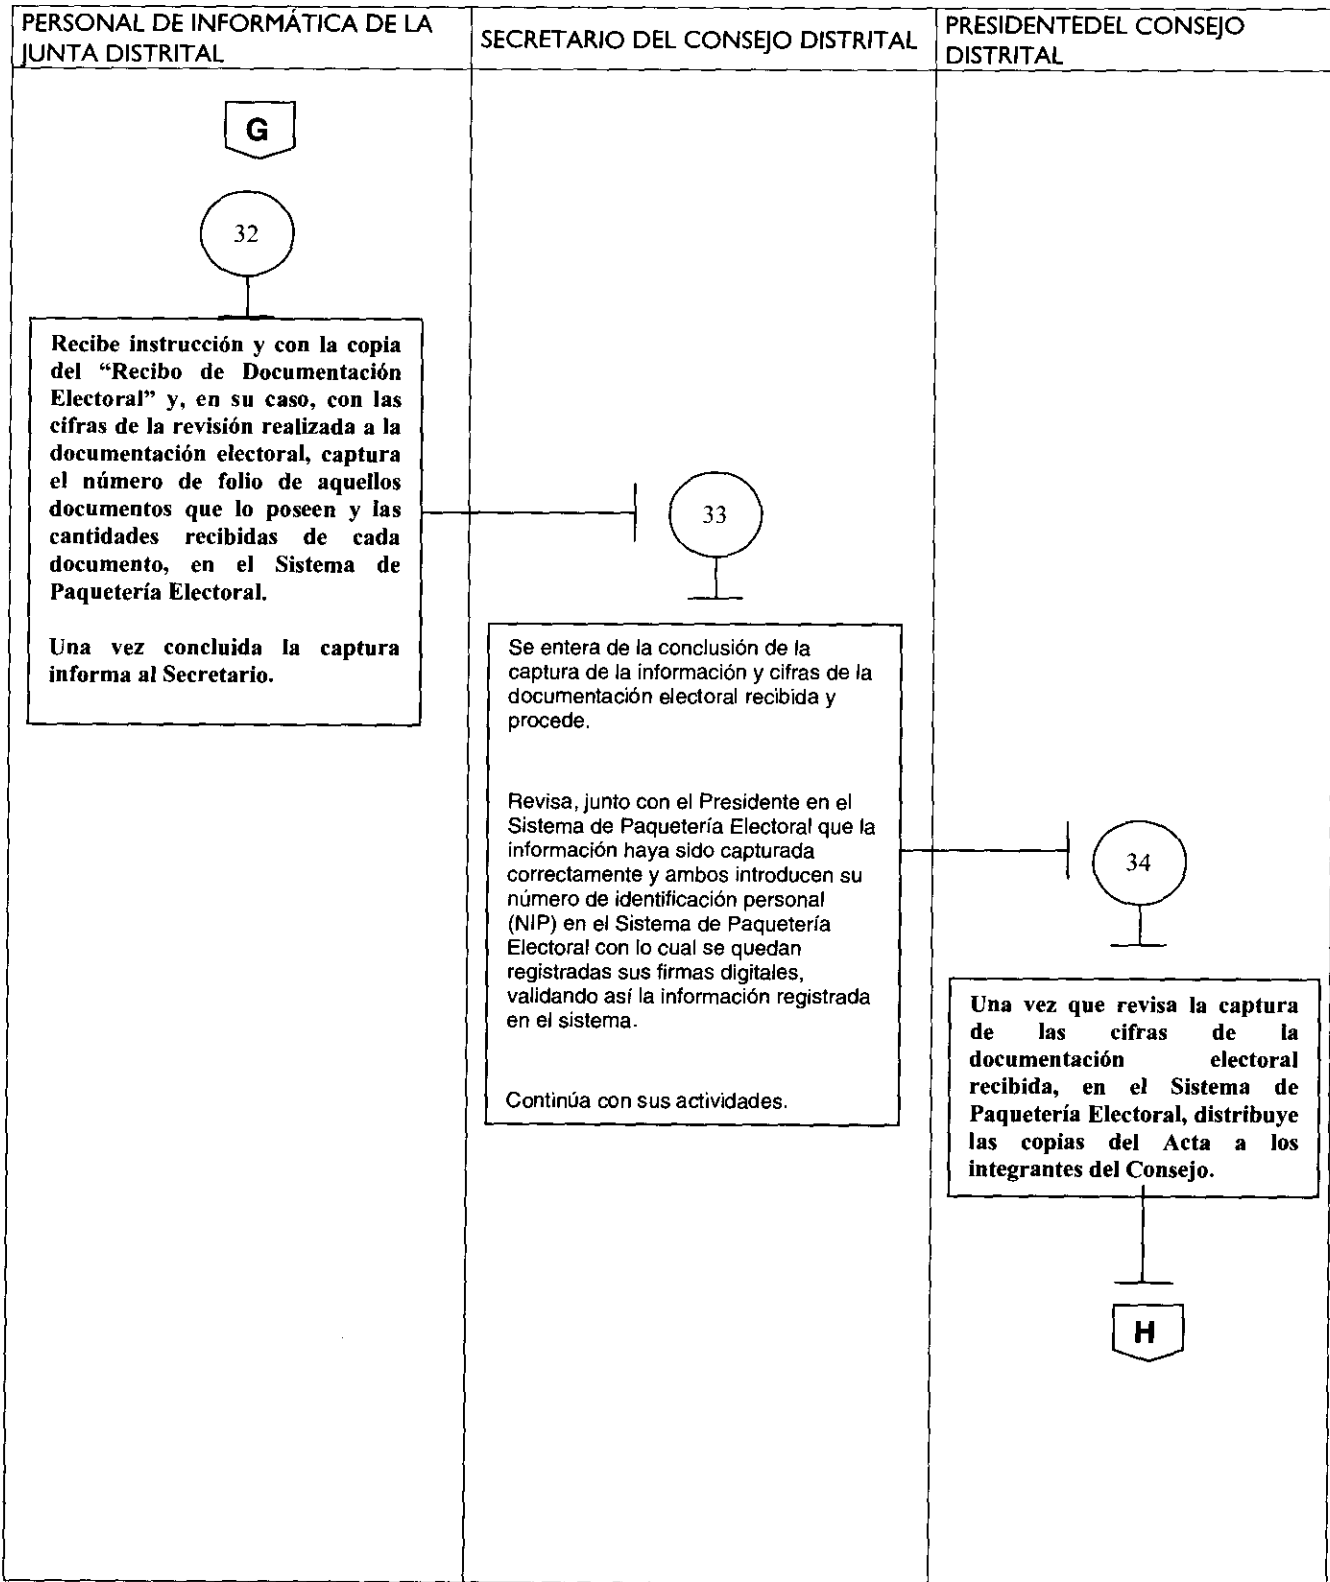 PERSONAL DE INFORMÁTICA DE LA
JUNTA DISTRITAL
SECRETARIO DEL CONSEJO DISTRITAL
PRESIDENTEDEL CONSEJO
DISTRITAL
G
32
Recibe instrucción y con la copia
del “Recibo de Documentación
Electoral” y, en su caso, con las
cifras de la revisión realizada a la
documentación electoral, captura
el número de folio de aquellos
documentos que lo poseen y las
cantidades recibidas de cada
documento, en el Sistema de
Paquetería Electoral.
Una vez concluida la captura
informa al Secretario.
33
Se entera de la conclusión de la
captura de la información y cifras de la
documentación electoral recibida y
procede.
Revisa, junto con el Presidente en el
Sistema de Paquetería Electoral que la
información haya sido capturada
correctamente y ambos introducen su
número de identificación personal
(NIP) en el Sistema de Paquetería
Electoral con lo cual se quedan
registradas sus firmas digitales,
validando así la información registrada
en el sistema.
Continúa con sus actividades.
34
Una vez que revisa la captura
de las cifras de la
documentación electoral
recibida, en el Sistema de
Paquetería Electoral, distribuye
las copias del Acta a los
integrantes del Consejo.
H